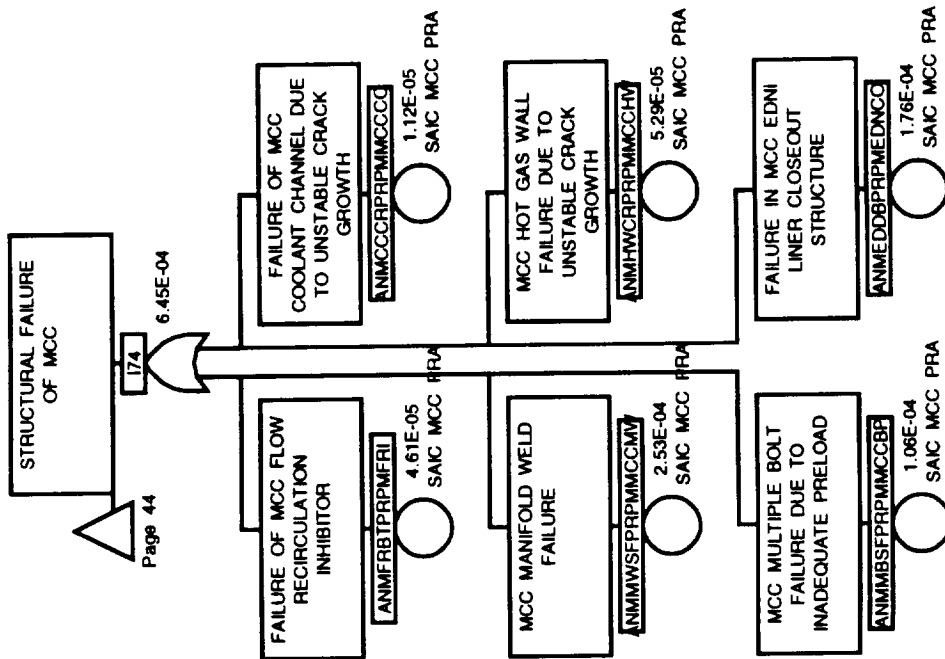 STRUCTURAL FAILURE
OF MCC
Page 44
174
6.45E-04
FAILURE OF MCC FLOW
RECIRCULATION
INHIBITOR
ANMFRBTPRPMFRI
4.61E-05
SAIC MCC PRA
FAILURE OF MCC
COOLANT CHANNEL DUE
TO UNSTABLE CRACK
GROWTH
ANMCCCRPRPMMCCCC
1.12E-05
SAIC MCC PRA
MCC MANIFOLD WELD
FAILURE
ANMMWSFPRPMMCCMW
2.53E-04
SAIC MCC PRA
MCC HOT GAS WALL
FAILURE DUE TO
UNSTABLE CRACK
GROWTH
ANMHWCRPRPMMCCHW
5.29E-05
SAIC MCC PRA
MCC MULTIPLE BOLT
FAILURE DUE TO
INADEQUATE PRELOAD
ANMMBSFPRPMMCCBP
1.06E-04
SAIC MCC PRA
FAILURE IN MCC EDNI
LINER CLOSEOUT
STRUCTURE
ANMEDDBPRPMEDNCO
1.76E-04
SAIC MCC PRA